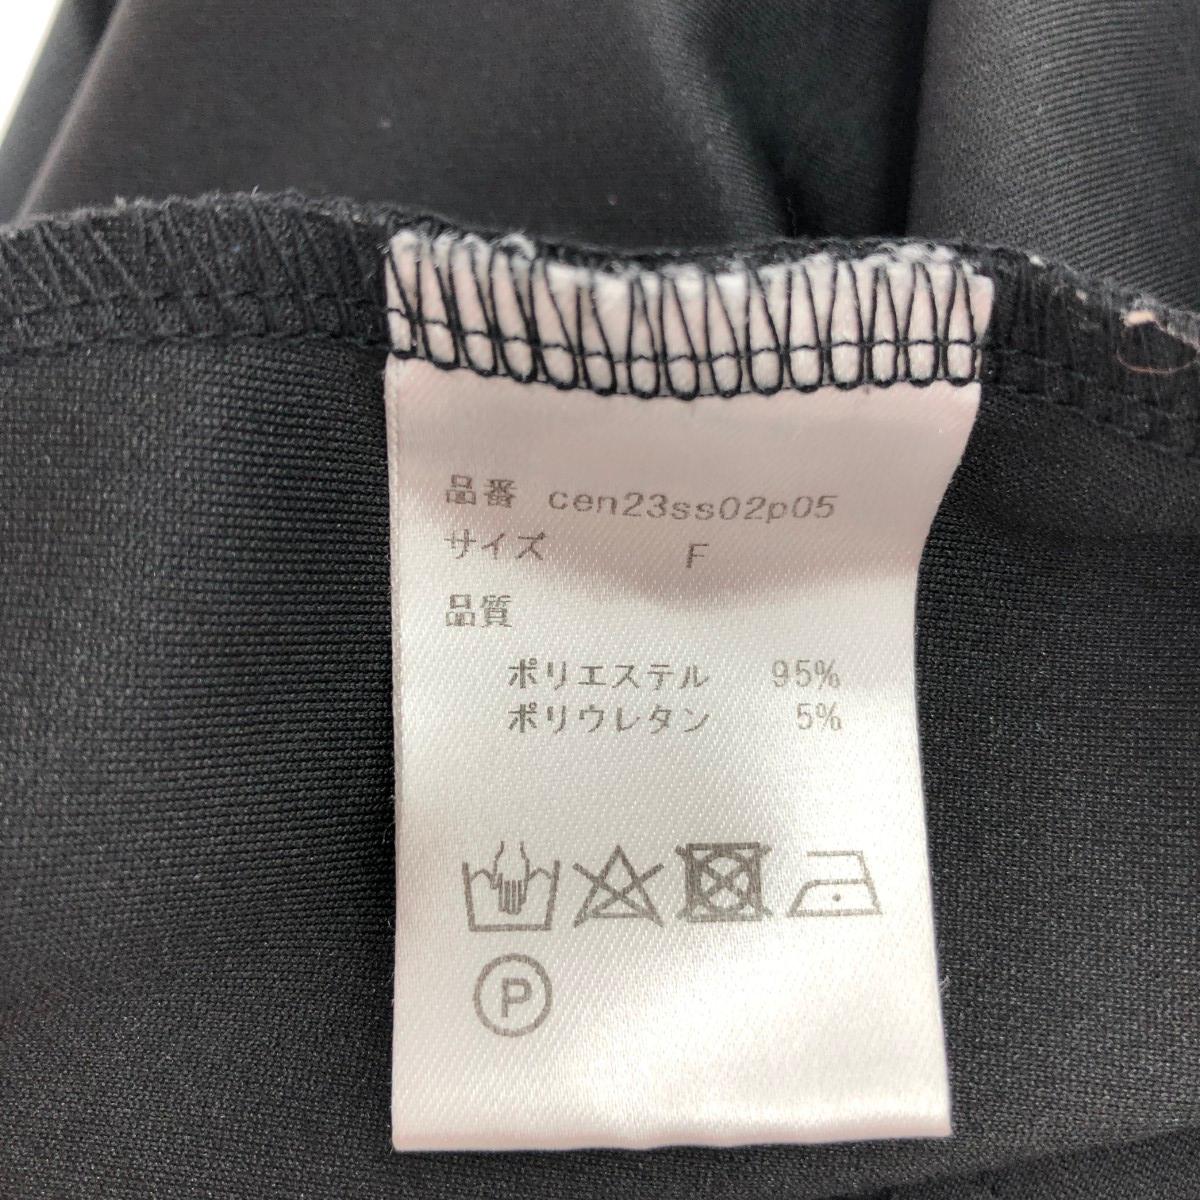 品番 cen23ss02p05
サイズ F
品質
ポリエステル 95%
ポリウレタン 5%
P